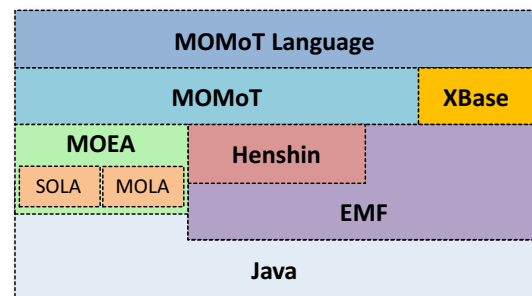 MOMoT Language
MOMoT
XBase
MOEA
Henshin
SOLA
MOLA
EMF
Java